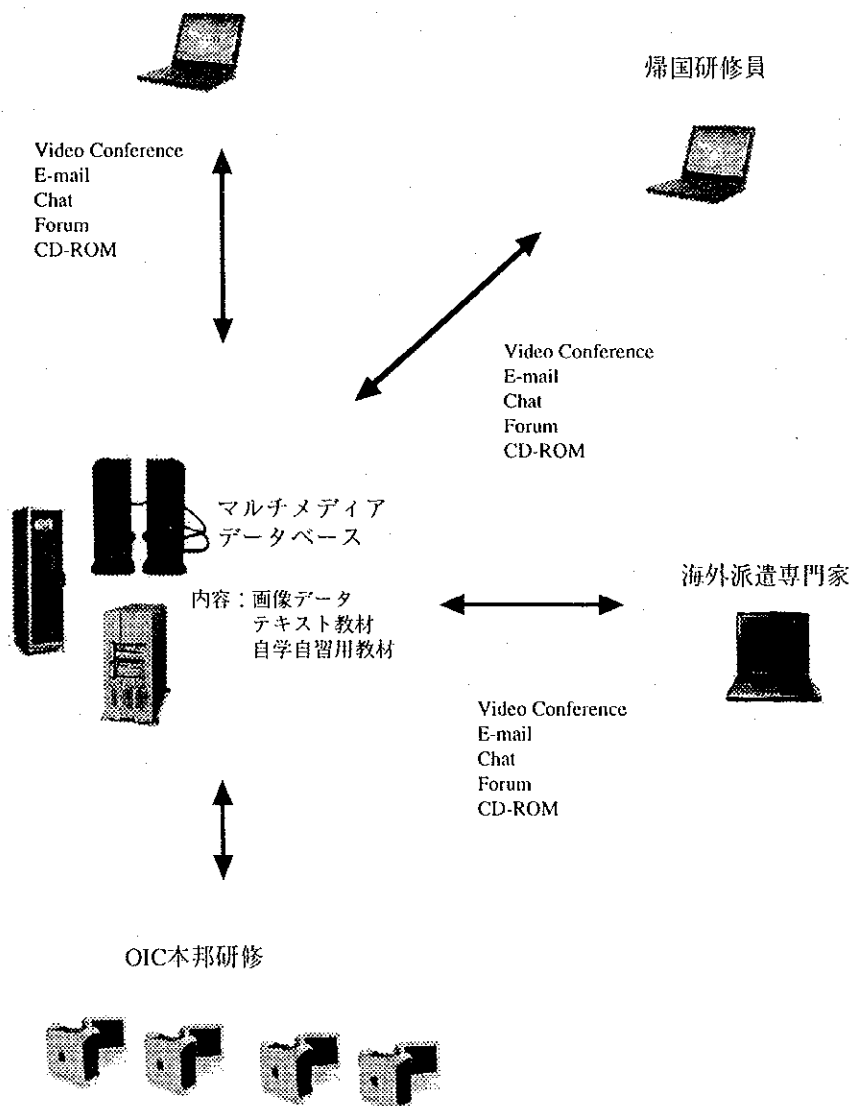 帰国研修員
Video Conference
E-mail
Chat
Forum
CD-ROM
Video Conference
E-mail
Chat
Forum
CD-ROM
マルチメディア
データベース
内容：画像データ
テキスト教材
自学自習用教材
海外派遣専門家
Video Conference
E-mail
Chat
Forum
CD-ROM
OIC本邦研修